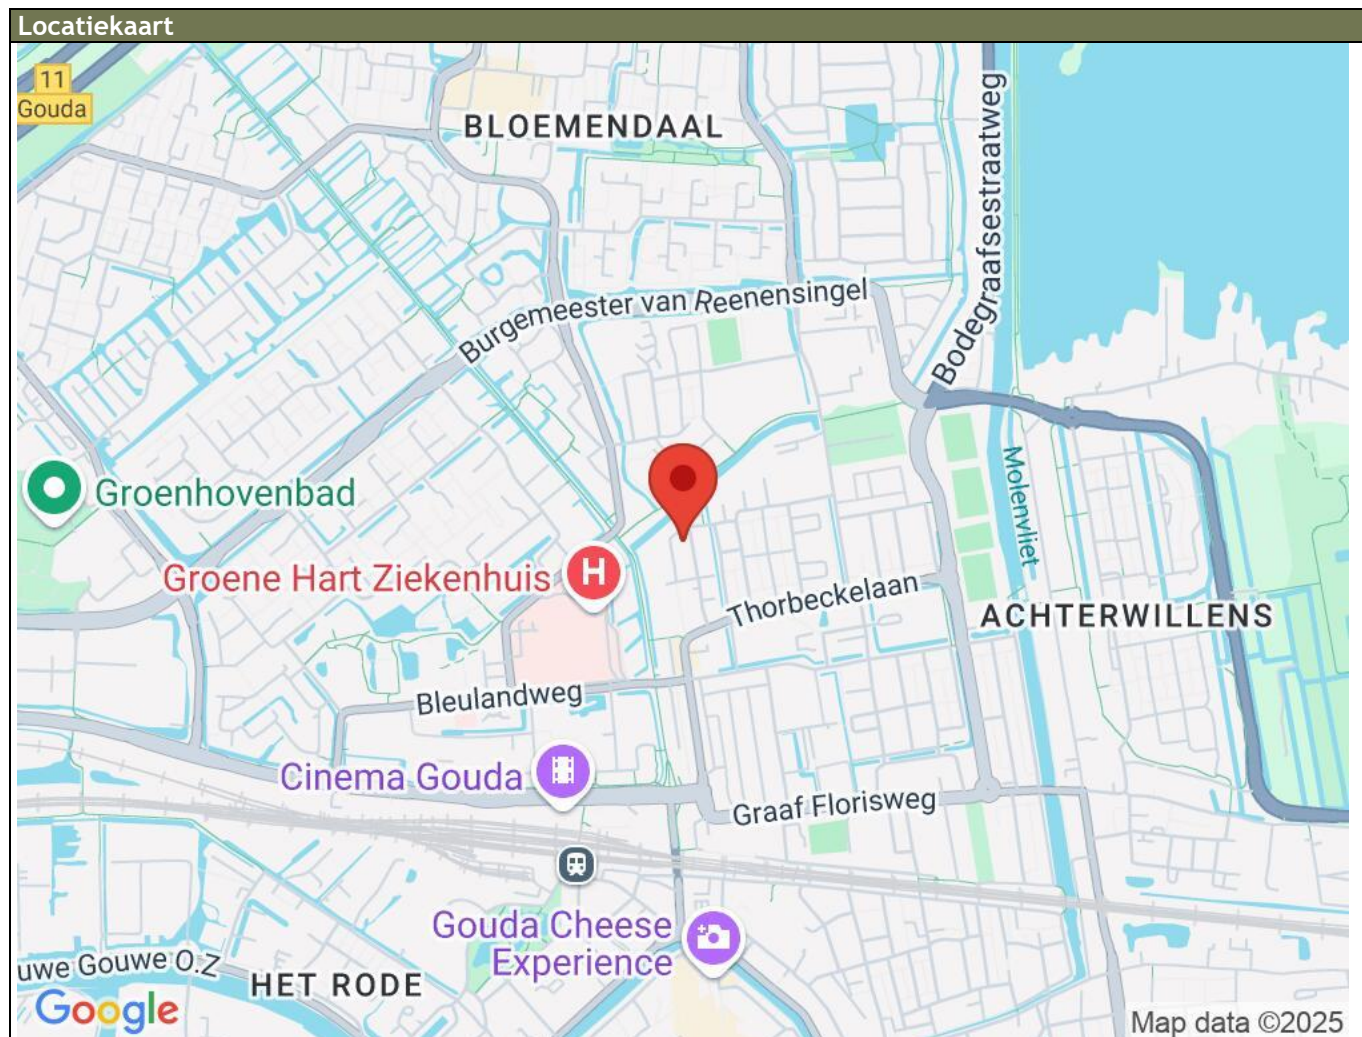 Locatiekaart
11
Gouda
BLOEMENDAAL
Bodegraafsestraatweg
Burgemeester van Reenensingel
Groenhovenbad
Molenvliet
Groene Hart Ziekenhuis
H
Thorbeckelaan
ACHTERWILLENS
Bleulandweg
Cinema Gouda
Graaf Florisweg
Gouda Cheese
Experience
uwe Gouwe O.Z
HET RODE
Google
Map data ©2025